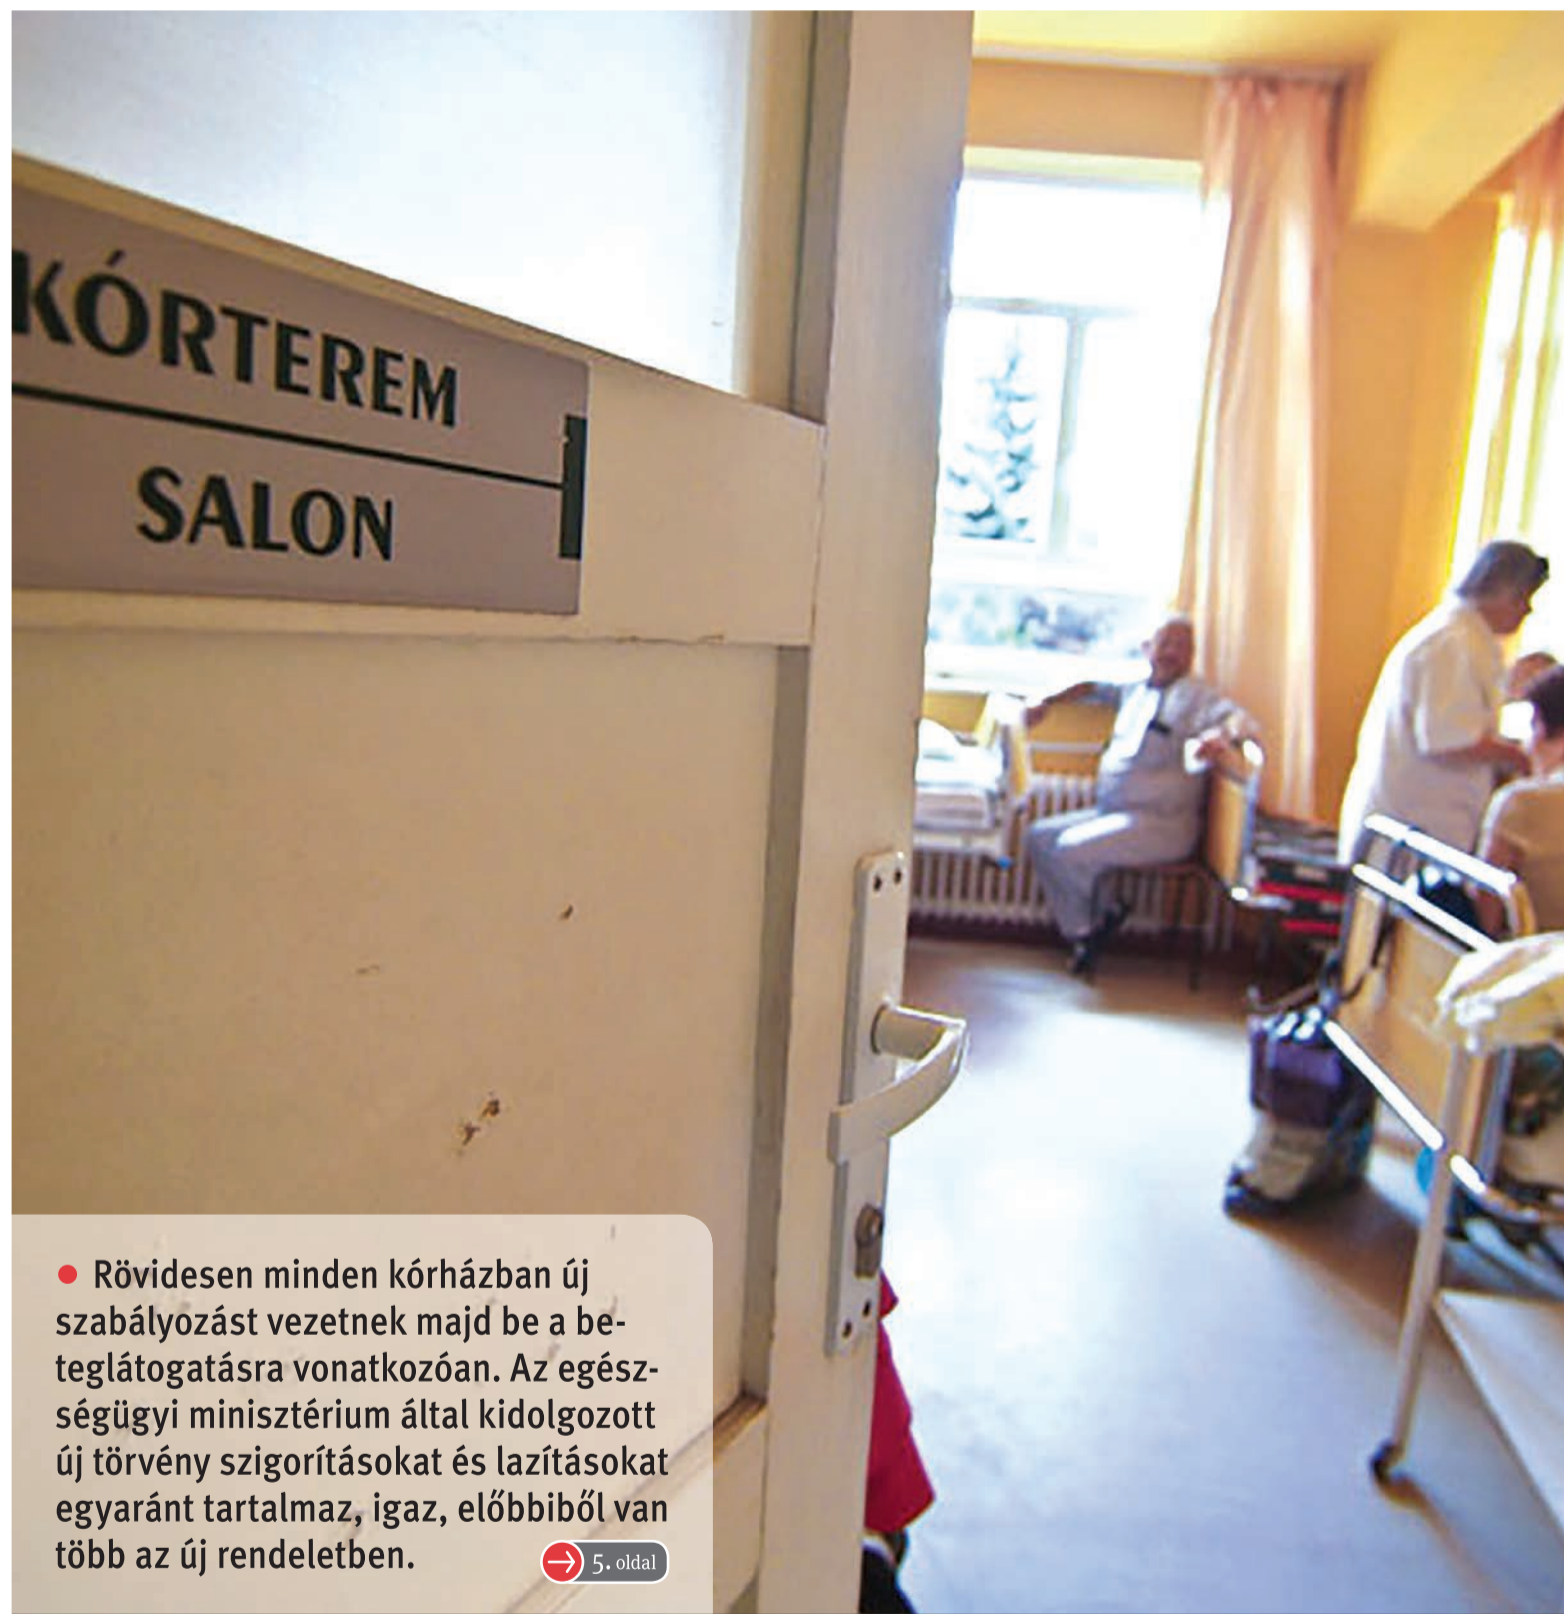 KÓRTEREM
SALON
● Rövidesen minden kórházban új
szabályozást vezetnek majd be a be-
teglátogatásra vonatkozóan. Az egész-
ségügyi minisztérium által kidolgozott
új törvény szigorításokat és lazításokat
egyaránt tartalmaz, igaz, előbbiből van
több az új rendeletben.
→ 5. oldal